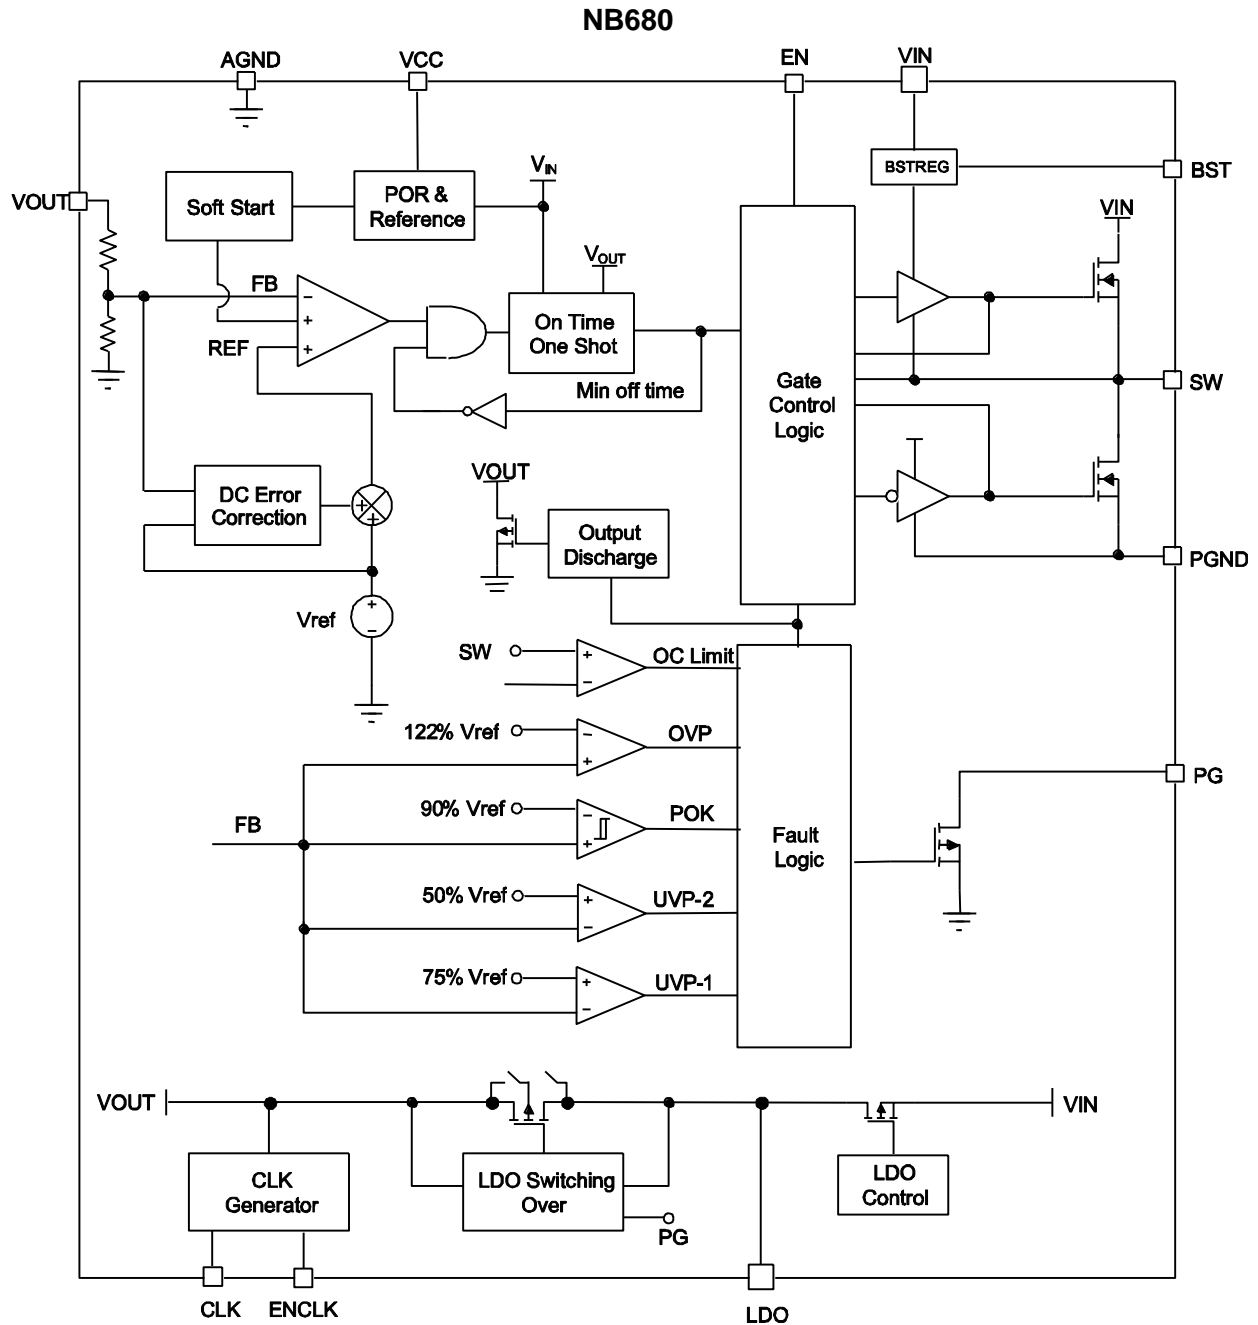 NB680
AGND
VCC
EN
VIN
VOUT
Soft Start
POR &
Reference
VIN
VOUT
BSTREG
BST
VIN
FB
−
+
+
REF
On Time
One Shot
Min off time
Gate
Control
Logic
SW
DC Error
Correction
+
+
VOUT
Output
Discharge
PGND
Vref
+
−
SW
+
−
OC Limit
122% Vref
−
+
OVP
90% Vref
−
+
POK
FB
50% Vref
+
−
UVP-2
75% Vref
+
−
UVP-1
Fault
Logic
PG
VOUT
VIN
CLK
Generator
LDO Switching
Over
PG
LDO
Control
CLK
ENCLK
LDO